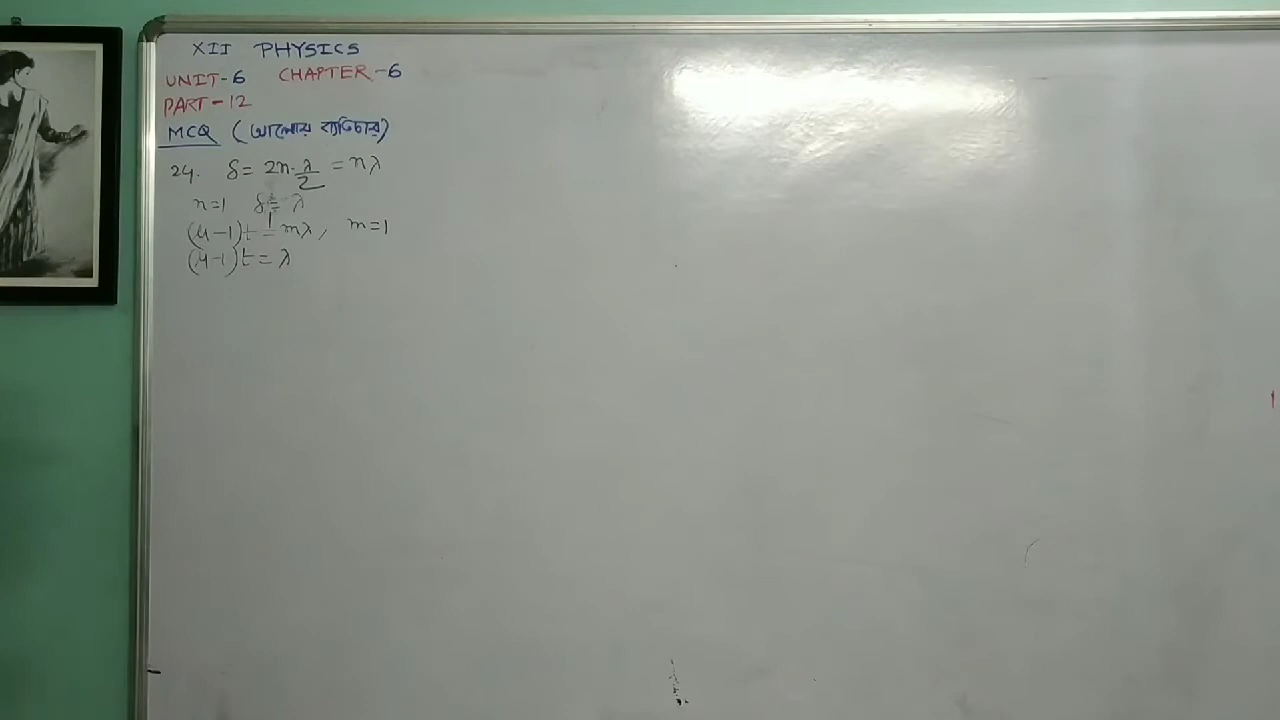 XII PHYSICS
UNIT-6 CHAPTER-6
PART-12
MCQ (আলোর ব্যতিচার)
24. δ = 2n·λ/2 = nλ
n=1 δ = λ
(μ-1)t = mλ, m=1
(μ-1)t = λ